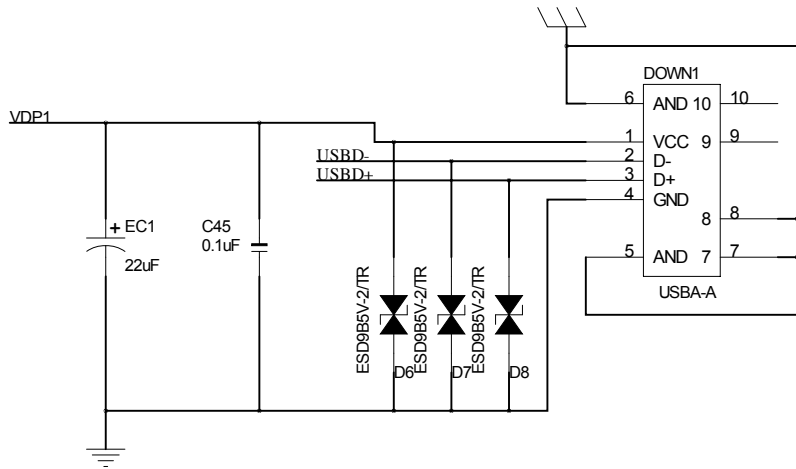 DOWN1
6 AND 10 10
VDP1
1 VCC 9 9
USBD- 2 D-
USBD+ 3 D+
4 GND
+ EC1
C45
8 8
0.1uF
22uF
5 AND 7 7
USBA-A
ESD9B5V-2/TR
ESD9B5V-2/TR
ESD9B5V-2/TR
D6
D7
D8